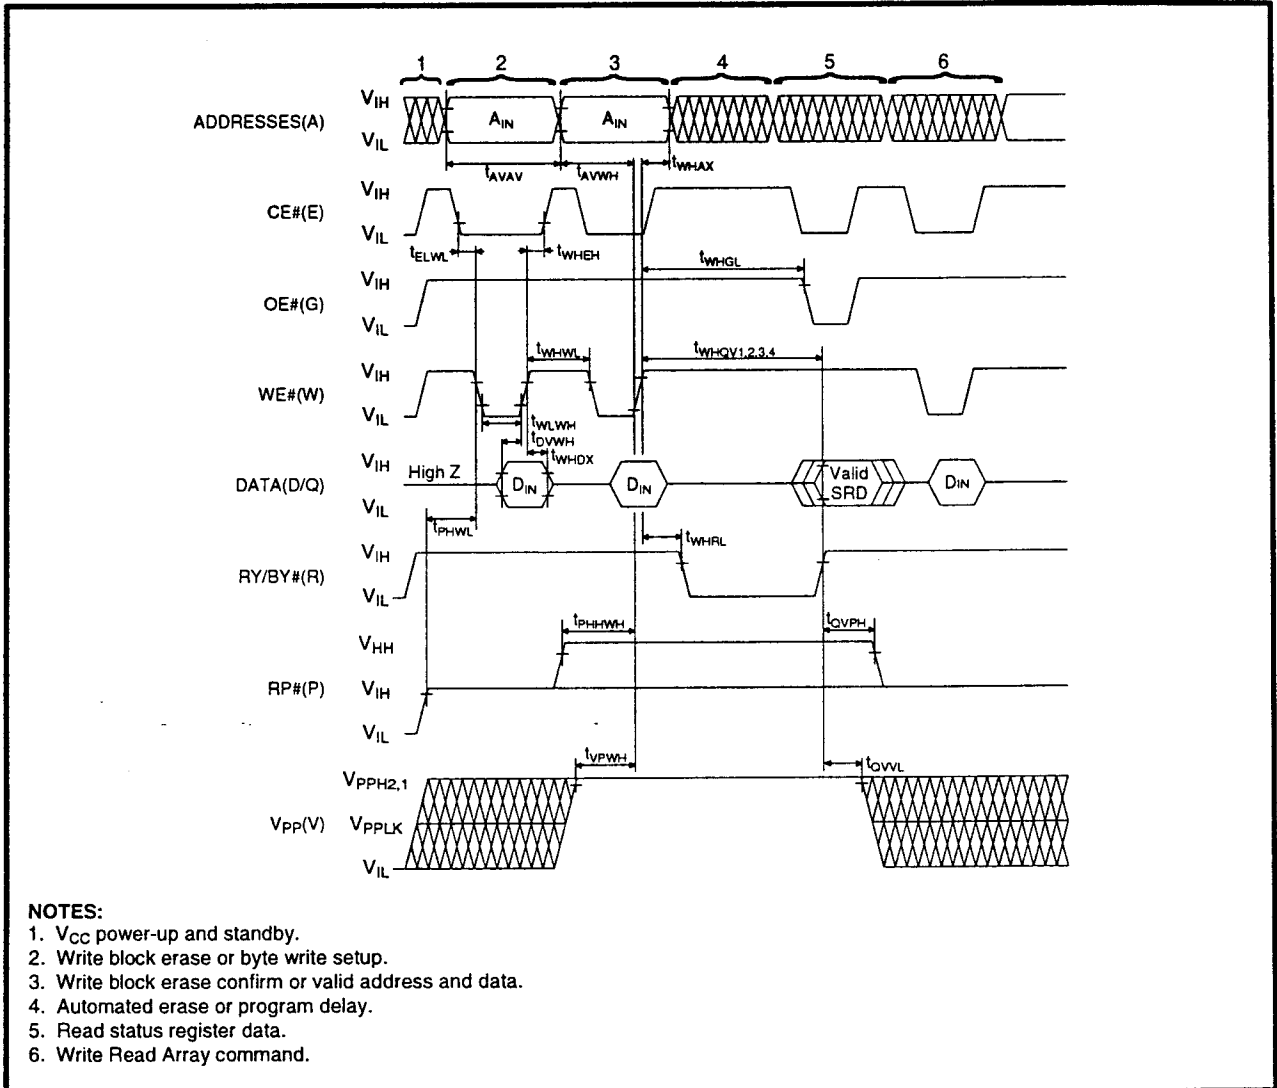 1 2 3 4 5 6
ADDRESSES(A) VIH AIN AIN
VIL
tAVAV tAVWH tWHAX
CE#(E) VIH
VIL
tELWL tWHEH tWHGL
OE#(G) VIH
VIL
tWHWL tWHQV1,2,3,4
WE#(W) VIH
VIL
tWLWH
tDVWH
tWHDX
DATA(D/Q) VIH High Z DIN DIN Valid SRD DIN
VIL
tPHWL tWHRL
RY/BY#(R) VIH
VIL
tPHHWH tQVPH
VHH
RP#(P) VIH
VIL
tVPWH tQVVL
VPPH2,1
VPP(V) VPPLK
VIL
NOTES:
1. VCC power-up and standby.
2. Write block erase or byte write setup.
3. Write block erase confirm or valid address and data.
4. Automated erase or program delay.
5. Read status register data.
6. Write Read Array command.